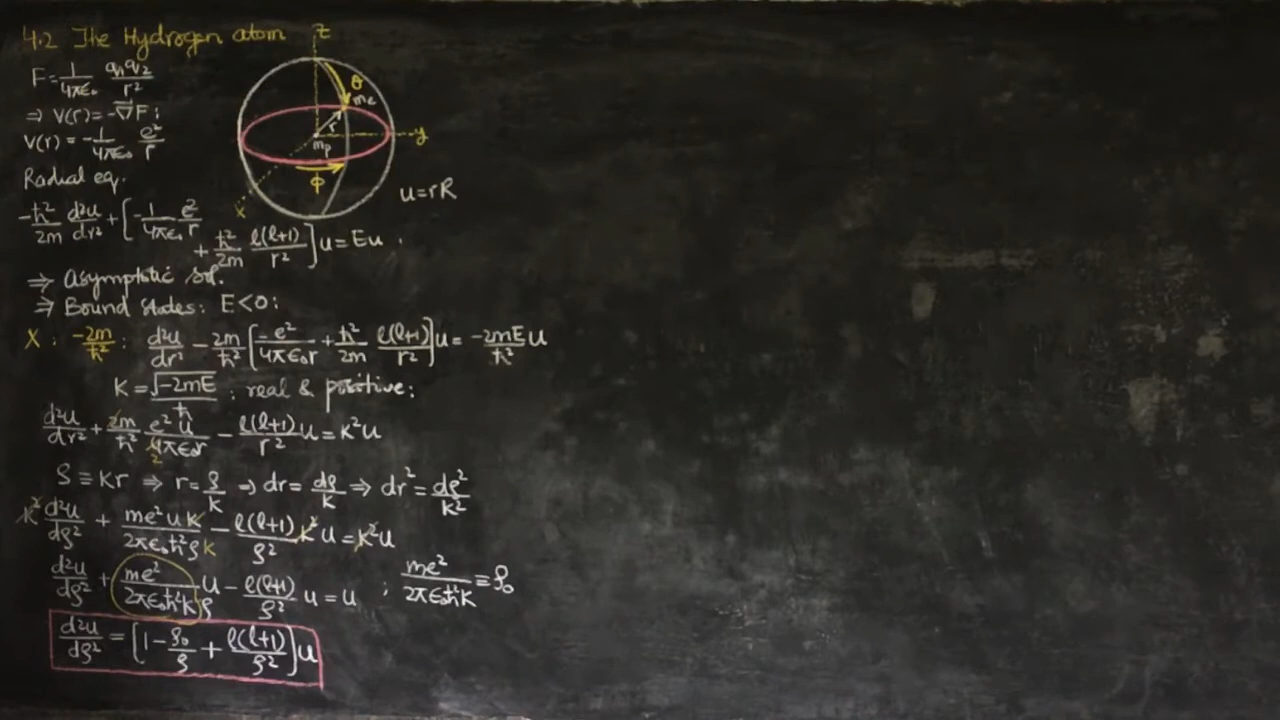 4.2 The Hydrogen atom
F = 1/4πε₀ q₁q₂/r²
⇒ V(r) = -∇⃗F:
V(r) = -1/4πε₀ e²/r
Radial eq.
z
θ
mₑ
r
y
m_p
φ
x
u = rR
-ħ²/2m d²u/dr² + [-1/4πε₀ e²/r
+ ħ²/2m l(l+1)/r²]u = Eu.
⇒ Asymptotic sol.
⇒ Bound states: E<0:
X: -2m/ħ²: d²u/dr² - 2m/ħ² [-e²/4πε₀r + ħ²/2m l(l+1)/r²]u = -2mE/ħ² u
K = √-2mE/ħ : real & positive:
d²u/dr² + 2m/ħ² e²u/4πε₀r - l(l+1)/r² u = K²u
2
ρ ≡ Kr ⇒ r = ρ/K ⇒ dr = dρ/K ⇒ dr² = dρ²/K²
K² d²u/dρ² + me²uK/2πε₀ħ²ρK - l(l+1)/ρ² K²u = K²u
d²u/dρ² + me²/2πε₀ħ²K u/ρ - l(l+1)/ρ² u = u ; me²/2πε₀ħ²K ≡ ρ₀
d²u/dρ² = [1 - ρ₀/ρ + l(l+1)/ρ²]u